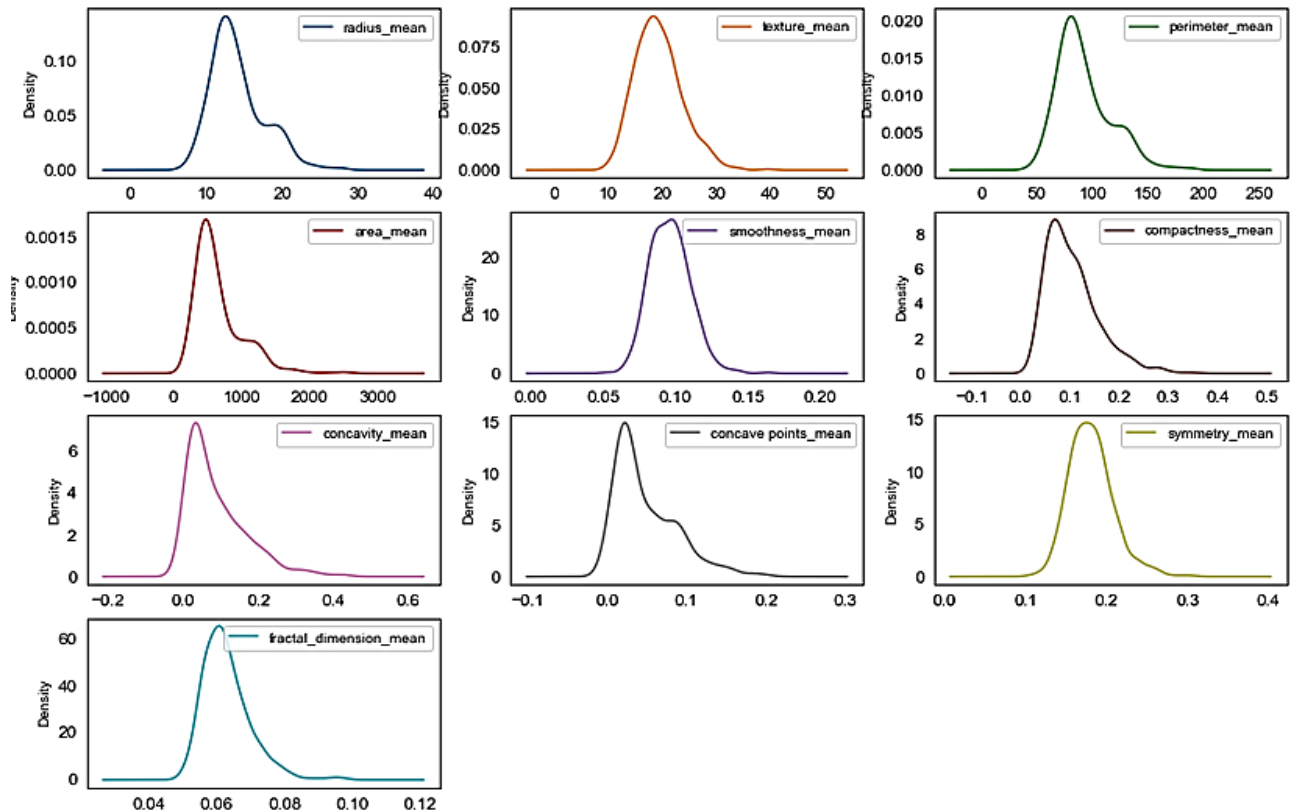 radius_mean
Density
0.10
0.05
0.00
0 10 20 30 40
texture_mean
Density
0.075
0.050
0.025
0.000
0 10 20 30 40 50
perimeter_mean
Density
0.020
0.015
0.010
0.005
0.000
0 50 100 150 200 250
area_mean
Density
0.0015
0.0010
0.0005
0.0000
−1000 0 1000 2000 3000
smoothness_mean
Density
20
10
0
0.00 0.05 0.10 0.15 0.20
compactness_mean
Density
8
6
4
2
0
−0.1 0.0 0.1 0.2 0.3 0.4 0.5
concavity_mean
Density
6
4
2
0
−0.2 0.0 0.2 0.4 0.6
concave points_mean
Density
15
10
5
0
−0.1 0.0 0.1 0.2 0.3
symmetry_mean
Density
15
10
5
0
0.0 0.1 0.2 0.3 0.4
fractal_dimension_mean
Density
60
40
20
0
0.04 0.06 0.08 0.10 0.12